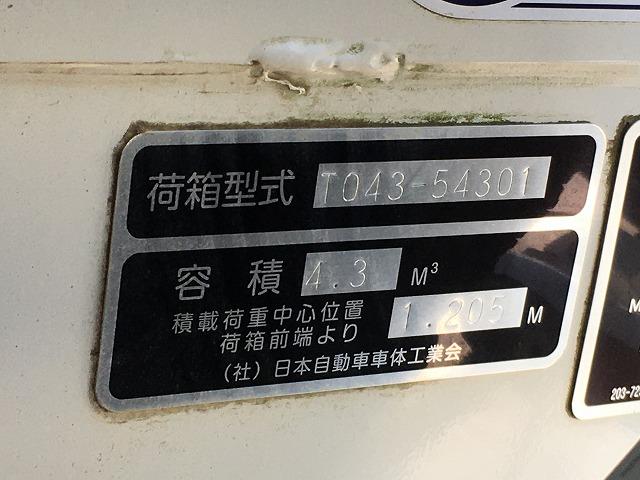 荷箱型式 T043-54301
容積 4.3 M³
積載荷重中心位置
荷箱前端より 1.205 M
(社)日本自動車車体工業会
M
203-72